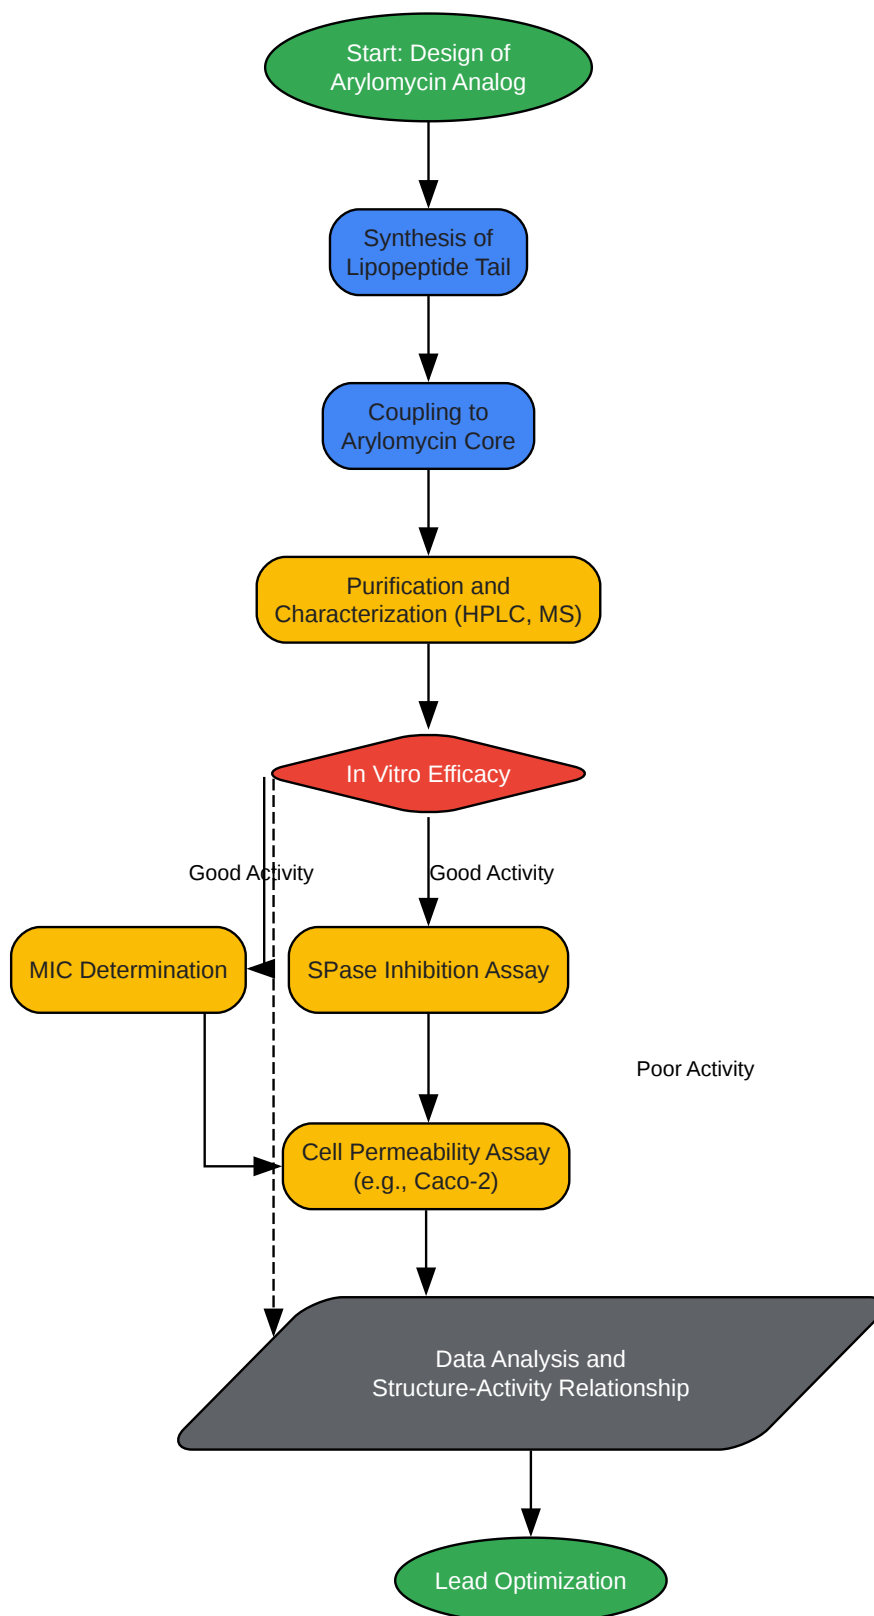 Start: Design of
Arylomycin Analog
Synthesis of
Lipopeptide Tail
Coupling to
Arylomycin Core
Purification and
Characterization (HPLC, MS)
In Vitro Efficacy
Good Activity
Good Activity
MIC Determination
SPase Inhibition Assay
Poor Activity
Cell Permeability Assay
(e.g., Caco-2)
Data Analysis and
Structure-Activity Relationship
Lead Optimization